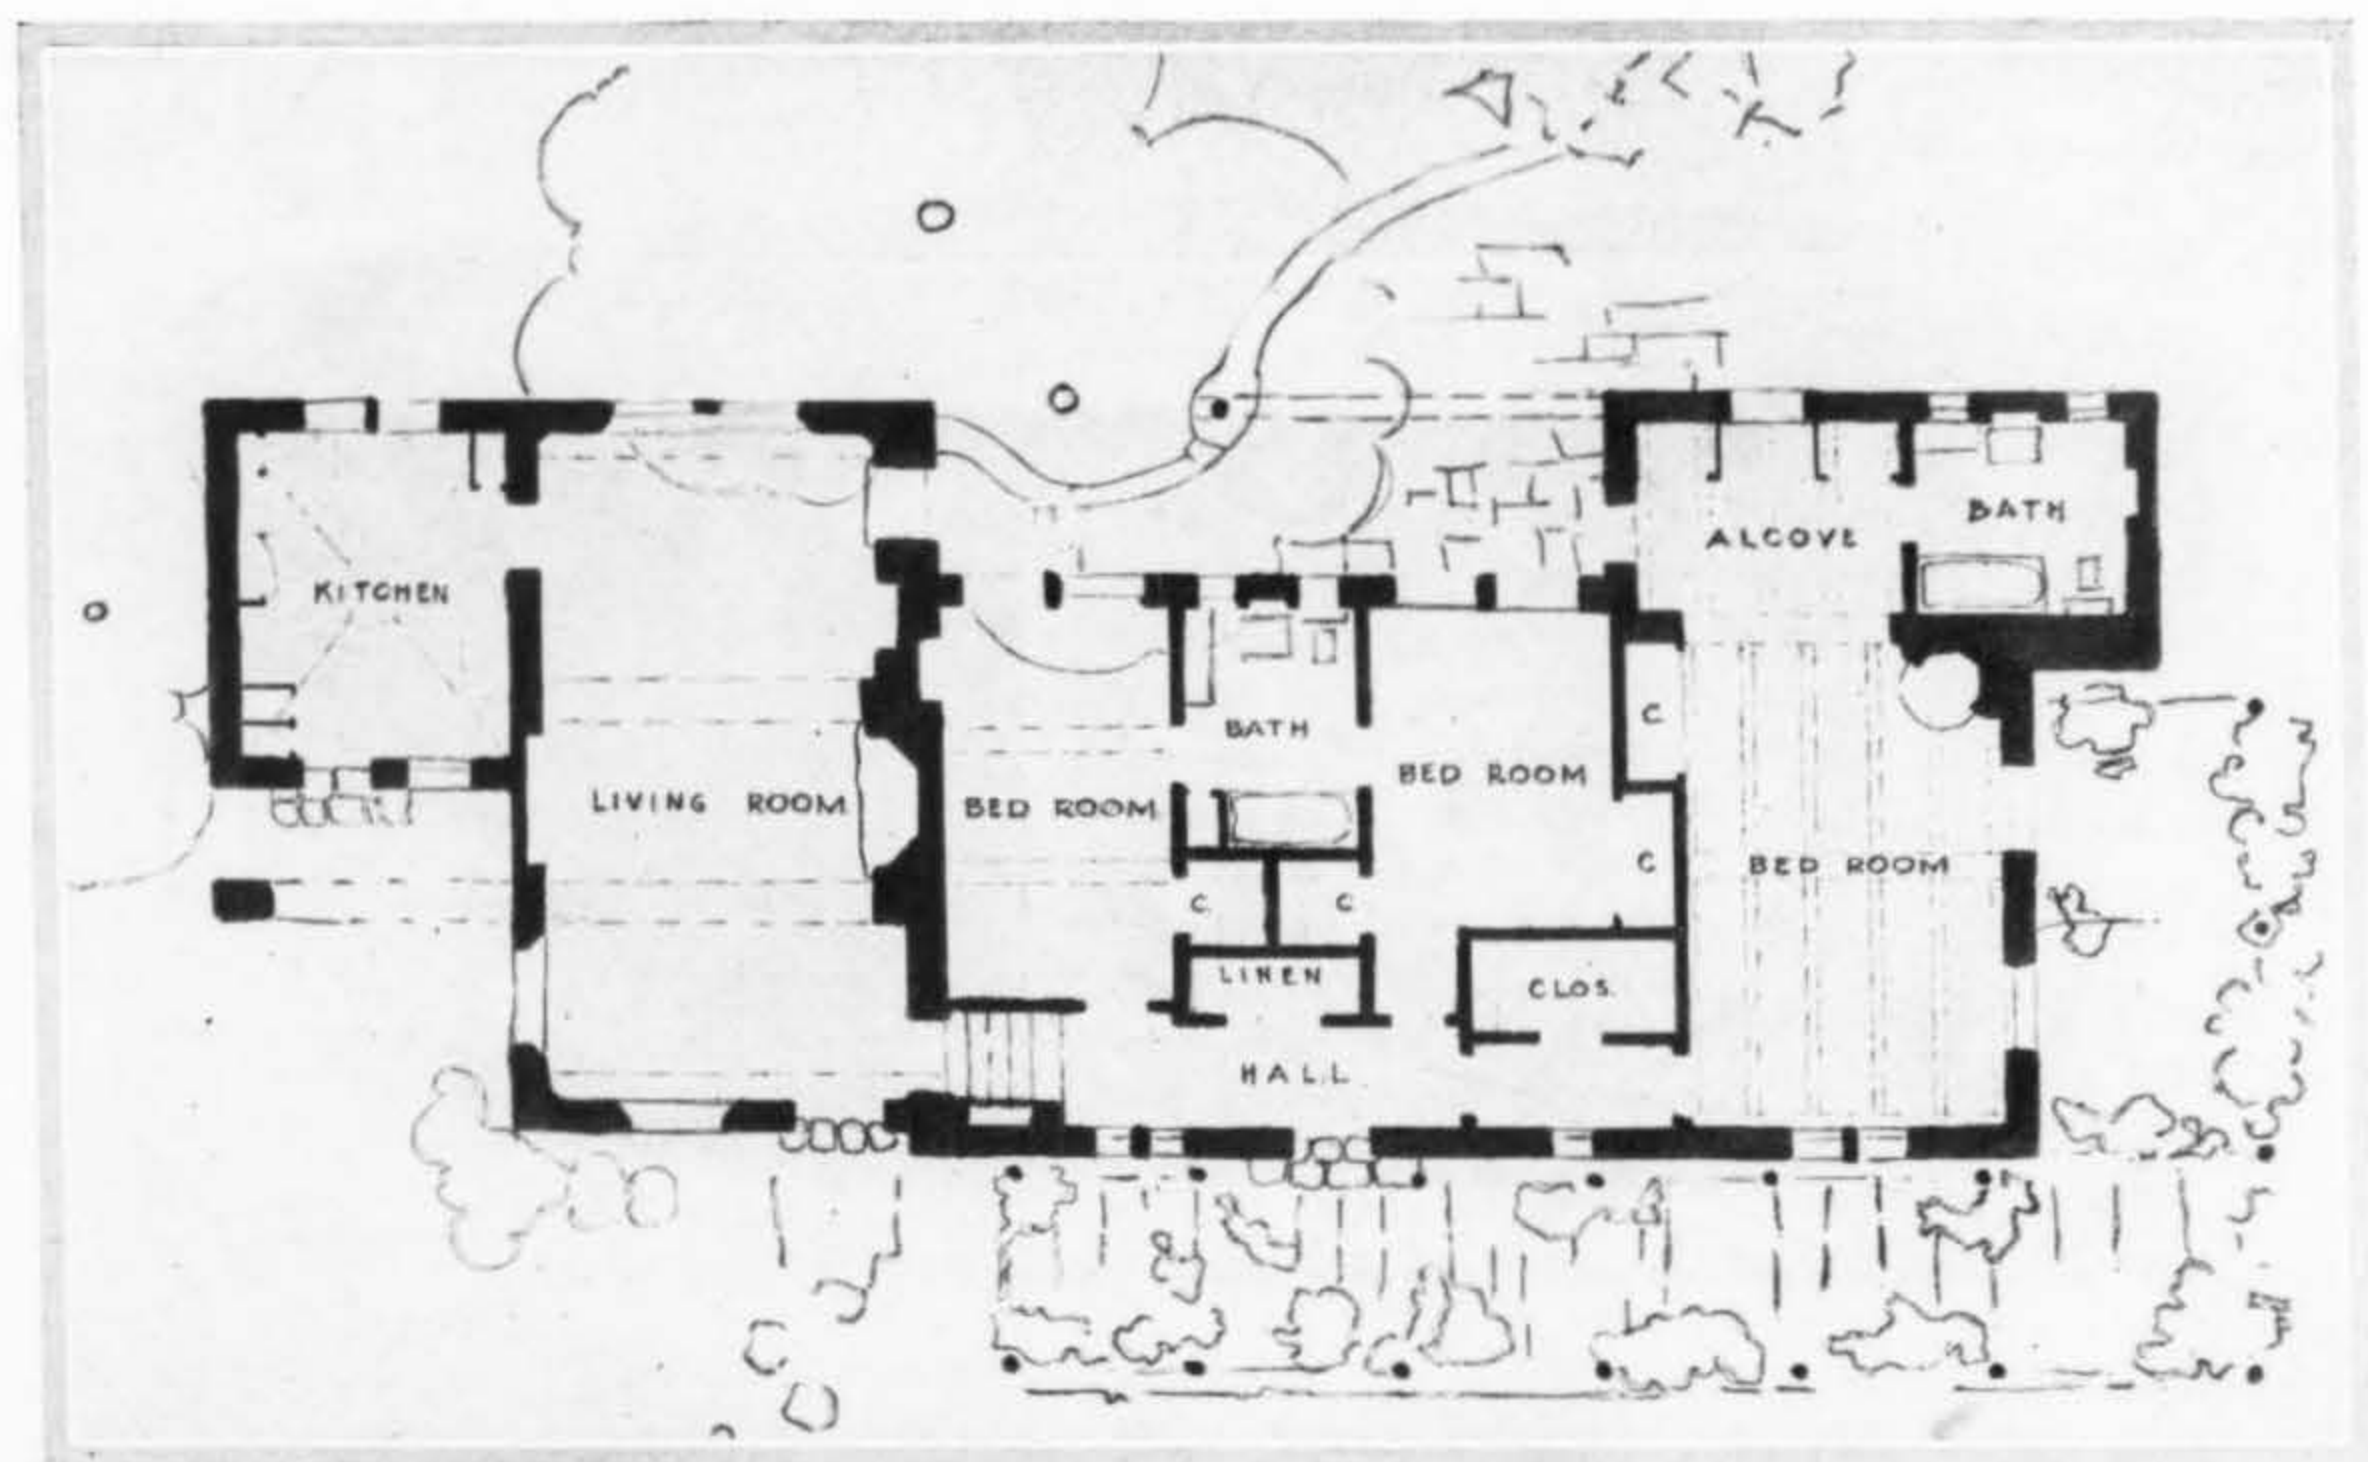 BATH
ALCOVE
KITCHEN
C
BATH
BED ROOM
LIVING ROOM
BED ROOM
C
BED ROOM
C.
C
LINEN
CLOS.
HALL